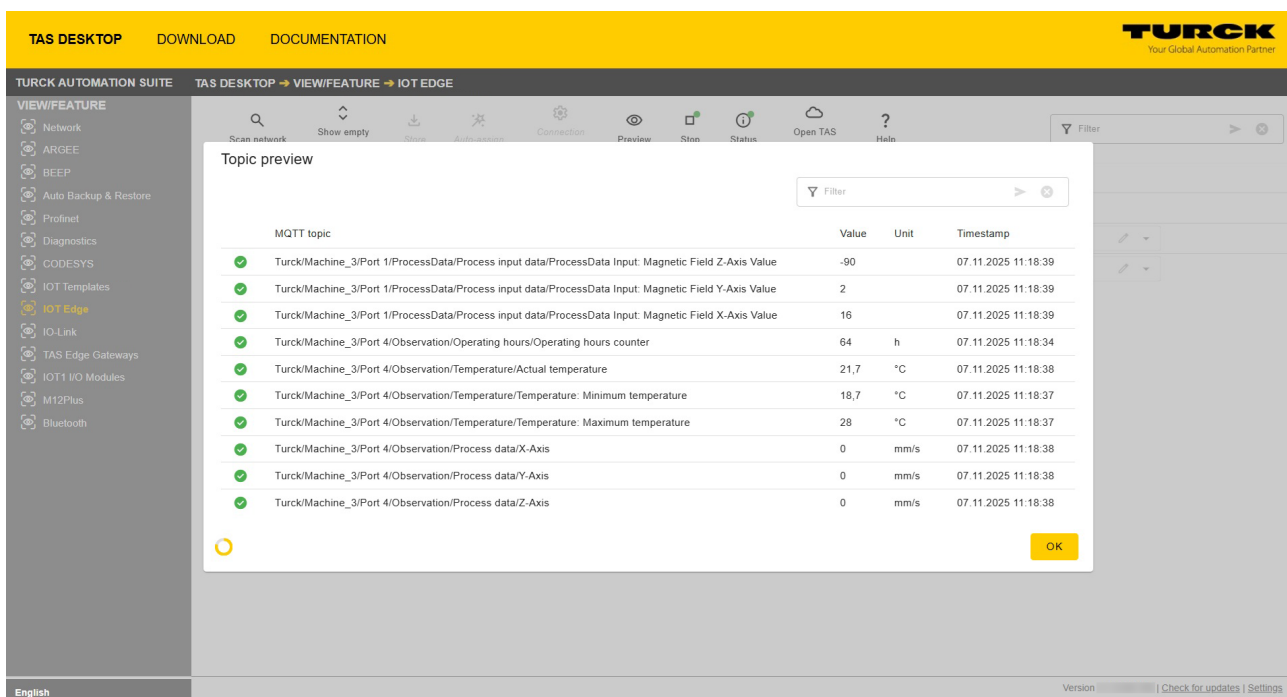 TAS DESKTOP DOWNLOAD DOCUMENTATION
TURCK
Your Global Automation Partner
TURCK AUTOMATION SUITE TAS DESKTOP ➔ VIEW/FEATURE ➔ IOT EDGE
VIEW/FEATURE
Network
ARGEE
BEEP
Auto Backup & Restore
Profinet
Diagnostics
CODESYS
IOT Templates
IOT Edge
IO-Link
TAS Edge Gateways
IOT1 I/O Modules
M12Plus
Bluetooth
Scan network Show empty Store Auto-assign Connection Preview Stop Status Open TAS Help
Filter
Topic preview
Filter
MQTT topic Value Unit Timestamp
Turck/Machine_3/Port 1/ProcessData/Process input data/ProcessData Input: Magnetic Field Z-Axis Value -90 07.11.2025 11:18:39
Turck/Machine_3/Port 1/ProcessData/Process input data/ProcessData Input: Magnetic Field Y-Axis Value 2 07.11.2025 11:18:39
Turck/Machine_3/Port 1/ProcessData/Process input data/ProcessData Input: Magnetic Field X-Axis Value 16 07.11.2025 11:18:39
Turck/Machine_3/Port 4/Observation/Operating hours/Operating hours counter 64 h 07.11.2025 11:18:34
Turck/Machine_3/Port 4/Observation/Temperature/Actual temperature 21,7 °C 07.11.2025 11:18:38
Turck/Machine_3/Port 4/Observation/Temperature/Temperature: Minimum temperature 18,7 °C 07.11.2025 11:18:37
Turck/Machine_3/Port 4/Observation/Temperature/Temperature: Maximum temperature 28 °C 07.11.2025 11:18:37
Turck/Machine_3/Port 4/Observation/Process data/X-Axis 0 mm/s 07.11.2025 11:18:38
Turck/Machine_3/Port 4/Observation/Process data/Y-Axis 0 mm/s 07.11.2025 11:18:38
Turck/Machine_3/Port 4/Observation/Process data/Z-Axis 0 mm/s 07.11.2025 11:18:38
OK
English
Version | Check for updates | Settings